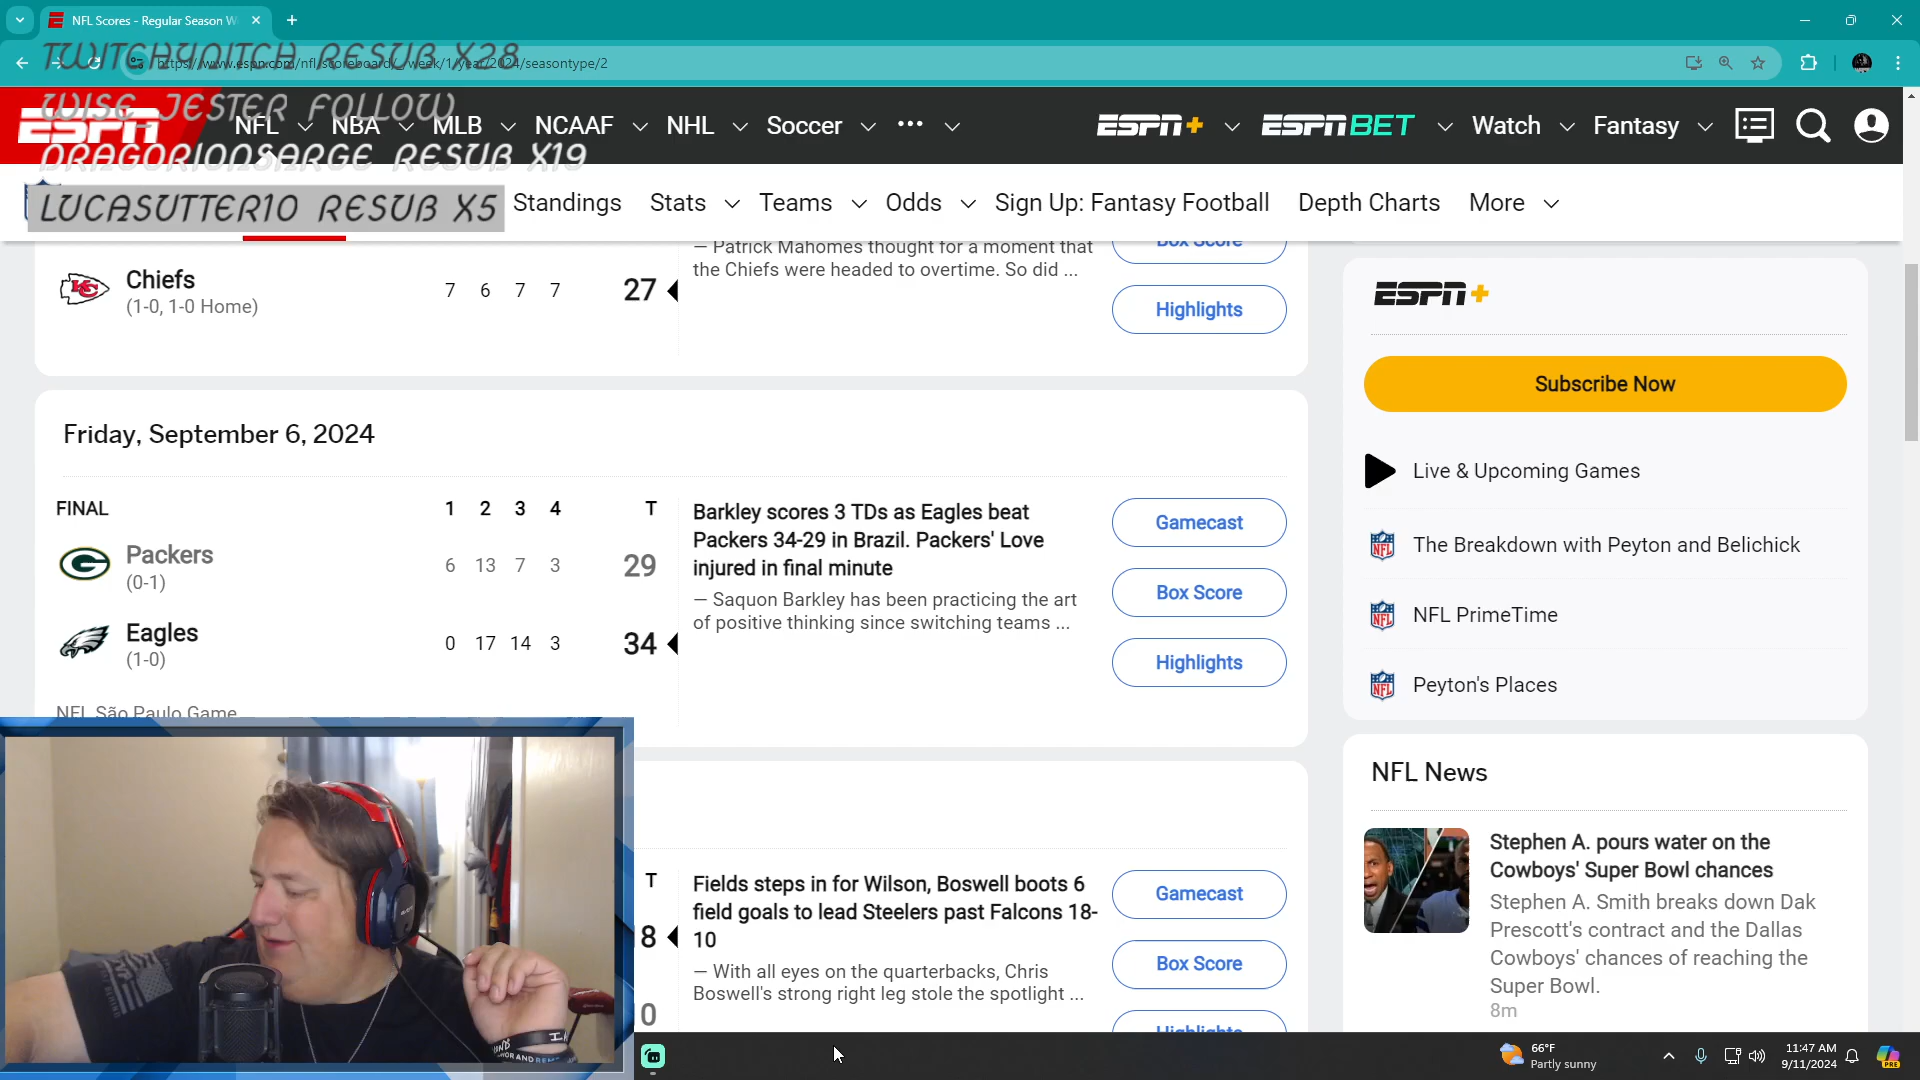 NFL Scores - Regular Season W
TWITCHYOITCH RESUB X28
https://www.espn.com/nfl/scoreboard/_/week/1/year/2024/seasontype/2
WISE_JESTER FOLLOW
ESPN NFL NBA MLB NCAAF NHL Soccer ... ESPN+ ESPN BET Watch Fantasy
DRAGORIONSARGE RESUB X19
LUCASUTTER10 RESUB X5
Standings Stats Teams Odds Sign Up: Fantasy Football Depth Charts More
— Patrick Mahomes thought for a moment that
the Chiefs were headed to overtime. So did ...
Box Score
Highlights
Chiefs
(1-0, 1-0 Home)
7 6 7 7 27
Friday, September 6, 2024
FINAL 1 2 3 4 T
Packers
(0-1)
6 13 7 3 29
Eagles
(1-0)
0 17 14 3 34
NFL São Paulo Game
Barkley scores 3 TDs as Eagles beat
Packers 34-29 in Brazil. Packers' Love
injured in final minute
— Saquon Barkley has been practicing the art
of positive thinking since switching teams ...
Gamecast
Box Score
Highlights
T
8
0
Fields steps in for Wilson, Boswell boots 6
field goals to lead Steelers past Falcons 18-
10
— With all eyes on the quarterbacks, Chris
Boswell's strong right leg stole the spotlight ...
Gamecast
Box Score
Highlights
ESPN+
Subscribe Now
Live & Upcoming Games
NFL The Breakdown with Peyton and Belichick
NFL NFL PrimeTime
NFL Peyton's Places
NFL News
Stephen A. pours water on the
Cowboys' Super Bowl chances
Stephen A. Smith breaks down Dak
Prescott's contract and the Dallas
Cowboys' chances of reaching the
Super Bowl.
8m
66°F
Partly sunny
11:47 AM
9/11/2024
PRE